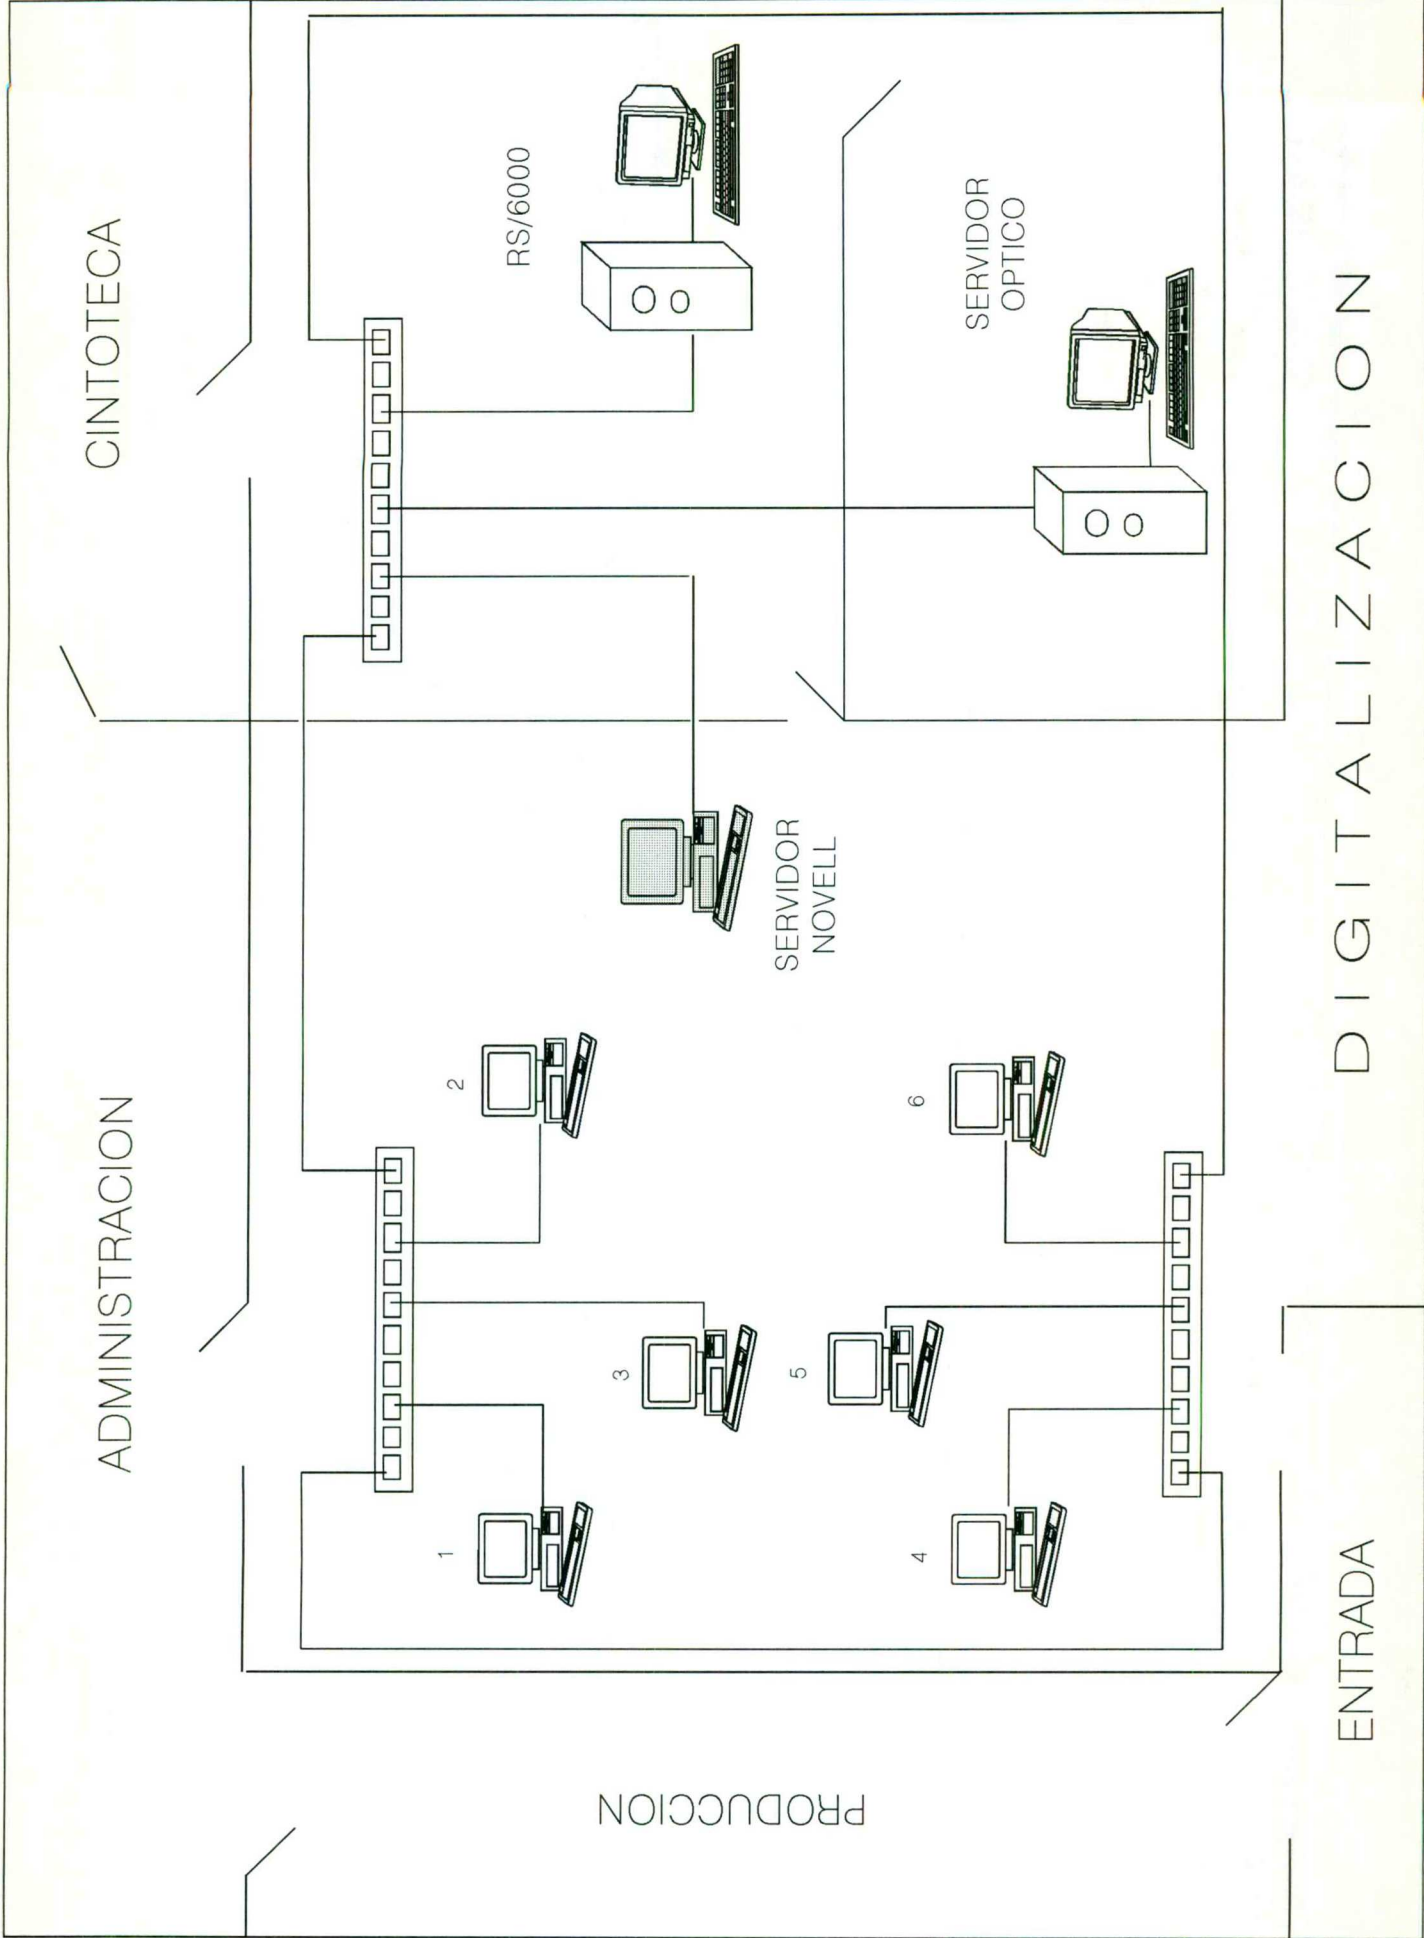 ADMINISTRACION
CINTOTECA
RS/6000
1
2
3
SERVIDOR
NOVELL
SERVIDOR
OPTICO
4
5
6
PRODUCCION
ENTRADA
DIGITALIZACION